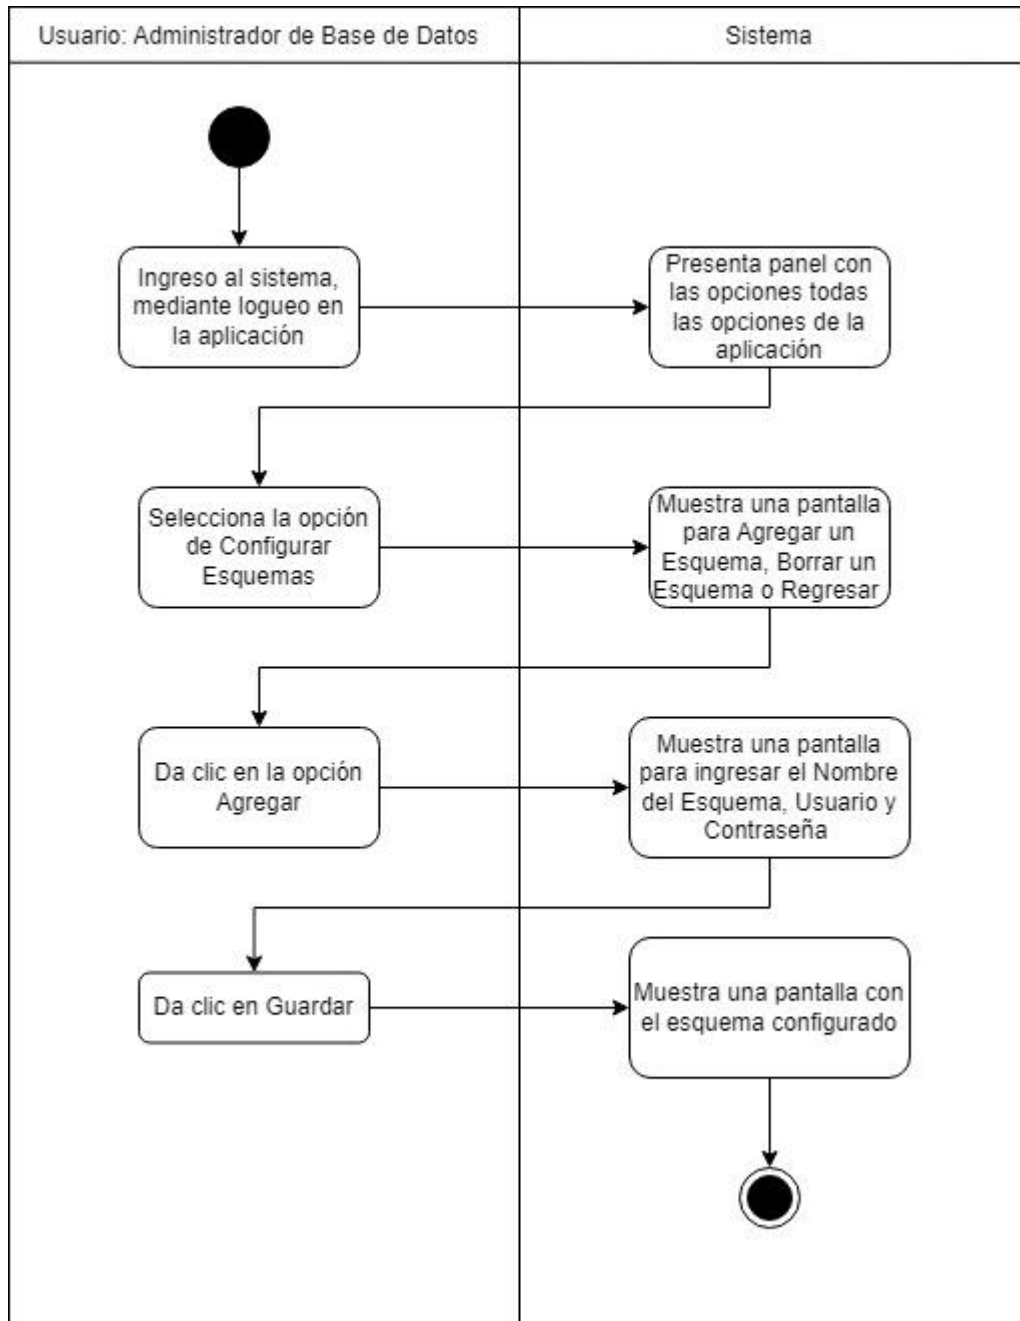 Usuario: Administrador de Base de Datos
Sistema
Ingreso al sistema,
mediante logueo en
la aplicación
Presenta panel con
las opciones todas
las opciones de la
aplicación
Selecciona la opción
de Configurar
Esquemas
Muestra una pantalla
para Agregar un
Esquema, Borrar un
Esquema o Regresar
Da clic en la opción
Agregar
Muestra una pantalla
para ingresar el Nombre
del Esquema, Usuario y
Contraseña
Da clic en Guardar
Muestra una pantalla con
el esquema configurado